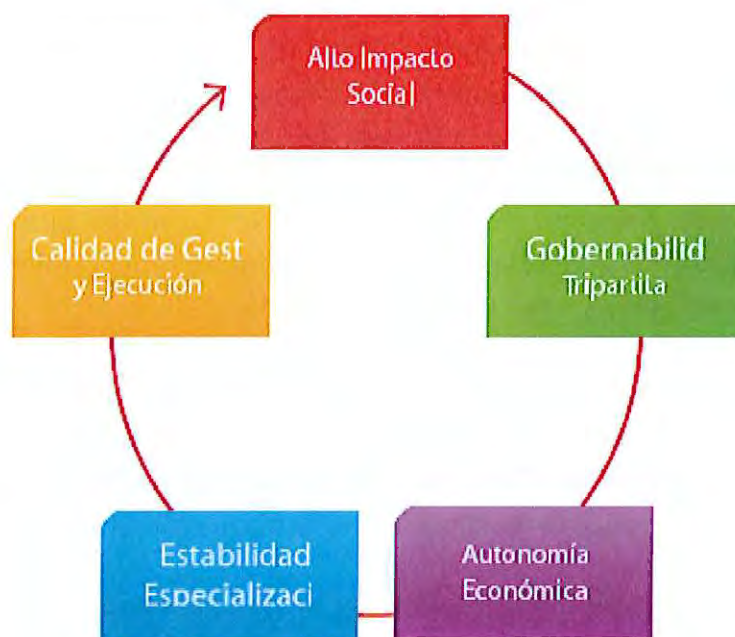 Alto Impacto
Social
Gobernabilid
Tripartita
Autonomía
Económica
Estabilidad
Especializaci
Calidad de Gest
y Ejecución